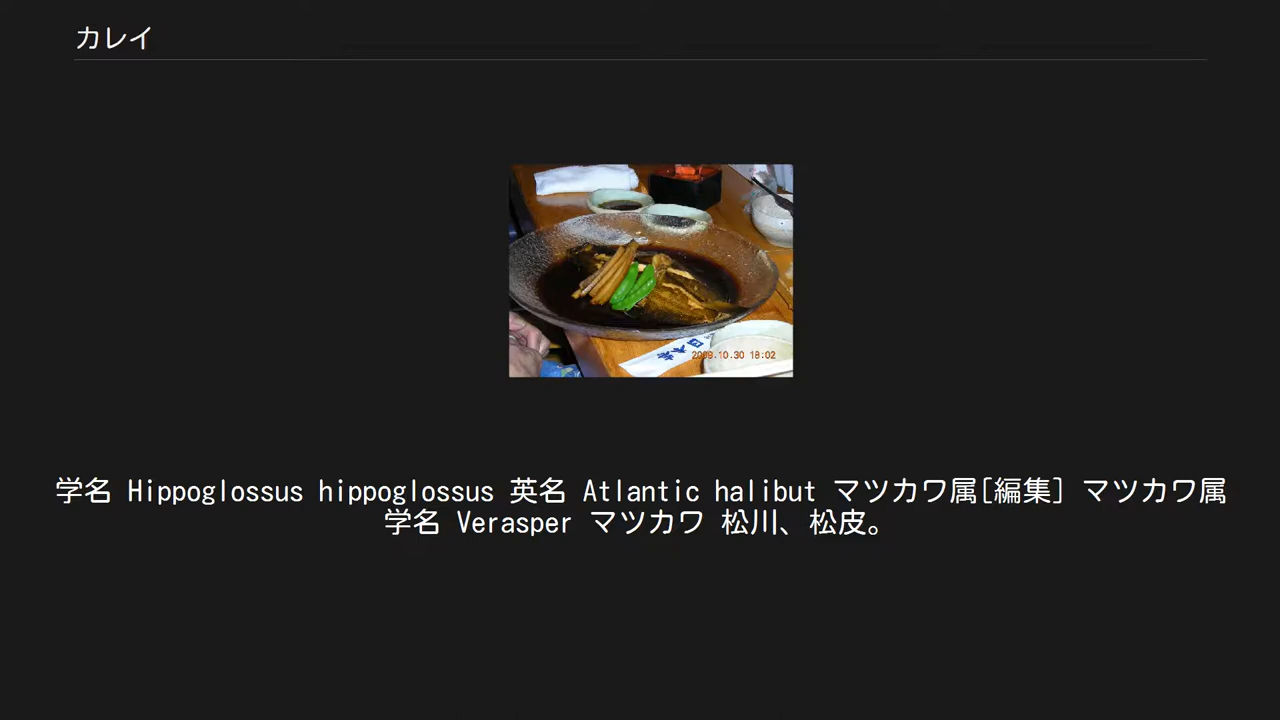 カレイ
2009.10.30 18:02
学名 Hippoglossus hippoglossus 英名 Atlantic halibut マツカワ属[編集] マツカワ属
学名 Verasper マツカワ 松川、松皮。